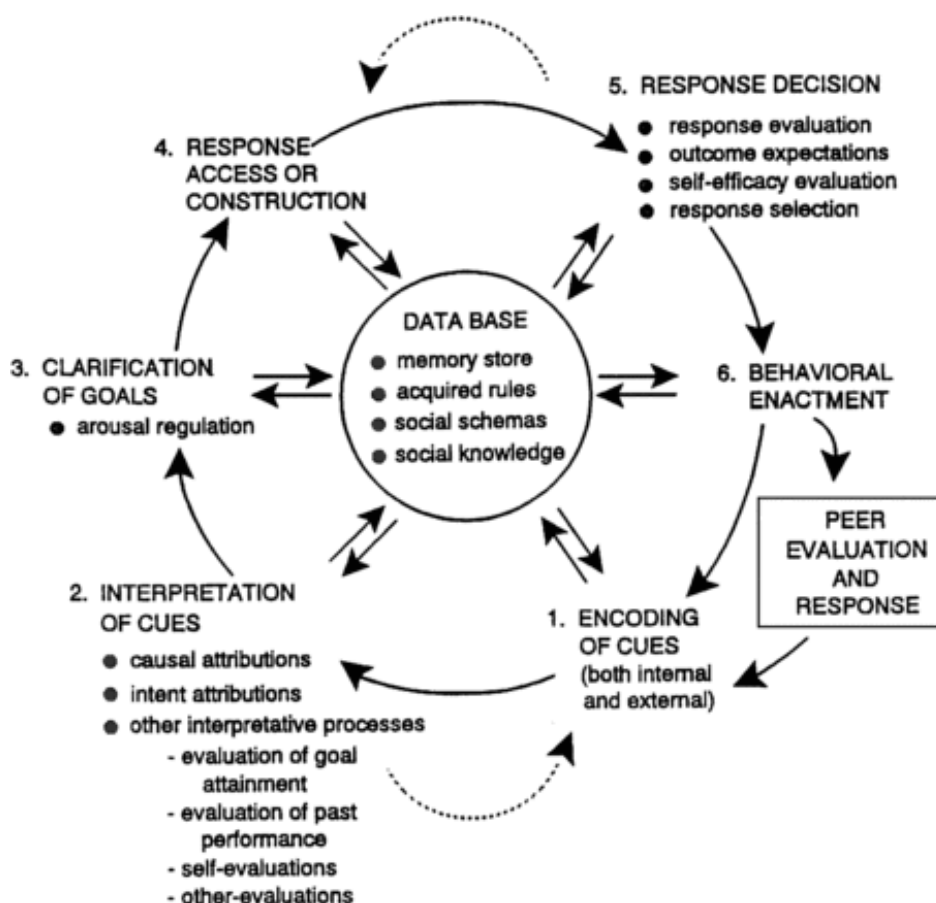 5. RESPONSE DECISION
● response evaluation
● outcome expectations
● self-efficacy evaluation
● response selection
4. RESPONSE
ACCESS OR
CONSTRUCTION
DATA BASE
● memory store
● acquired rules
● social schemas
● social knowledge
3. CLARIFICATION
OF GOALS
● arousal regulation
6. BEHAVIORAL
ENACTMENT
PEER
EVALUATION
AND
RESPONSE
2. INTERPRETATION
OF CUES
● causal attributions
● intent attributions
● other interpretative processes
- evaluation of goal
attainment
- evaluation of past
performance
- self-evaluations
- other-evaluations
1. ENCODING
OF CUES
(both internal
and external)